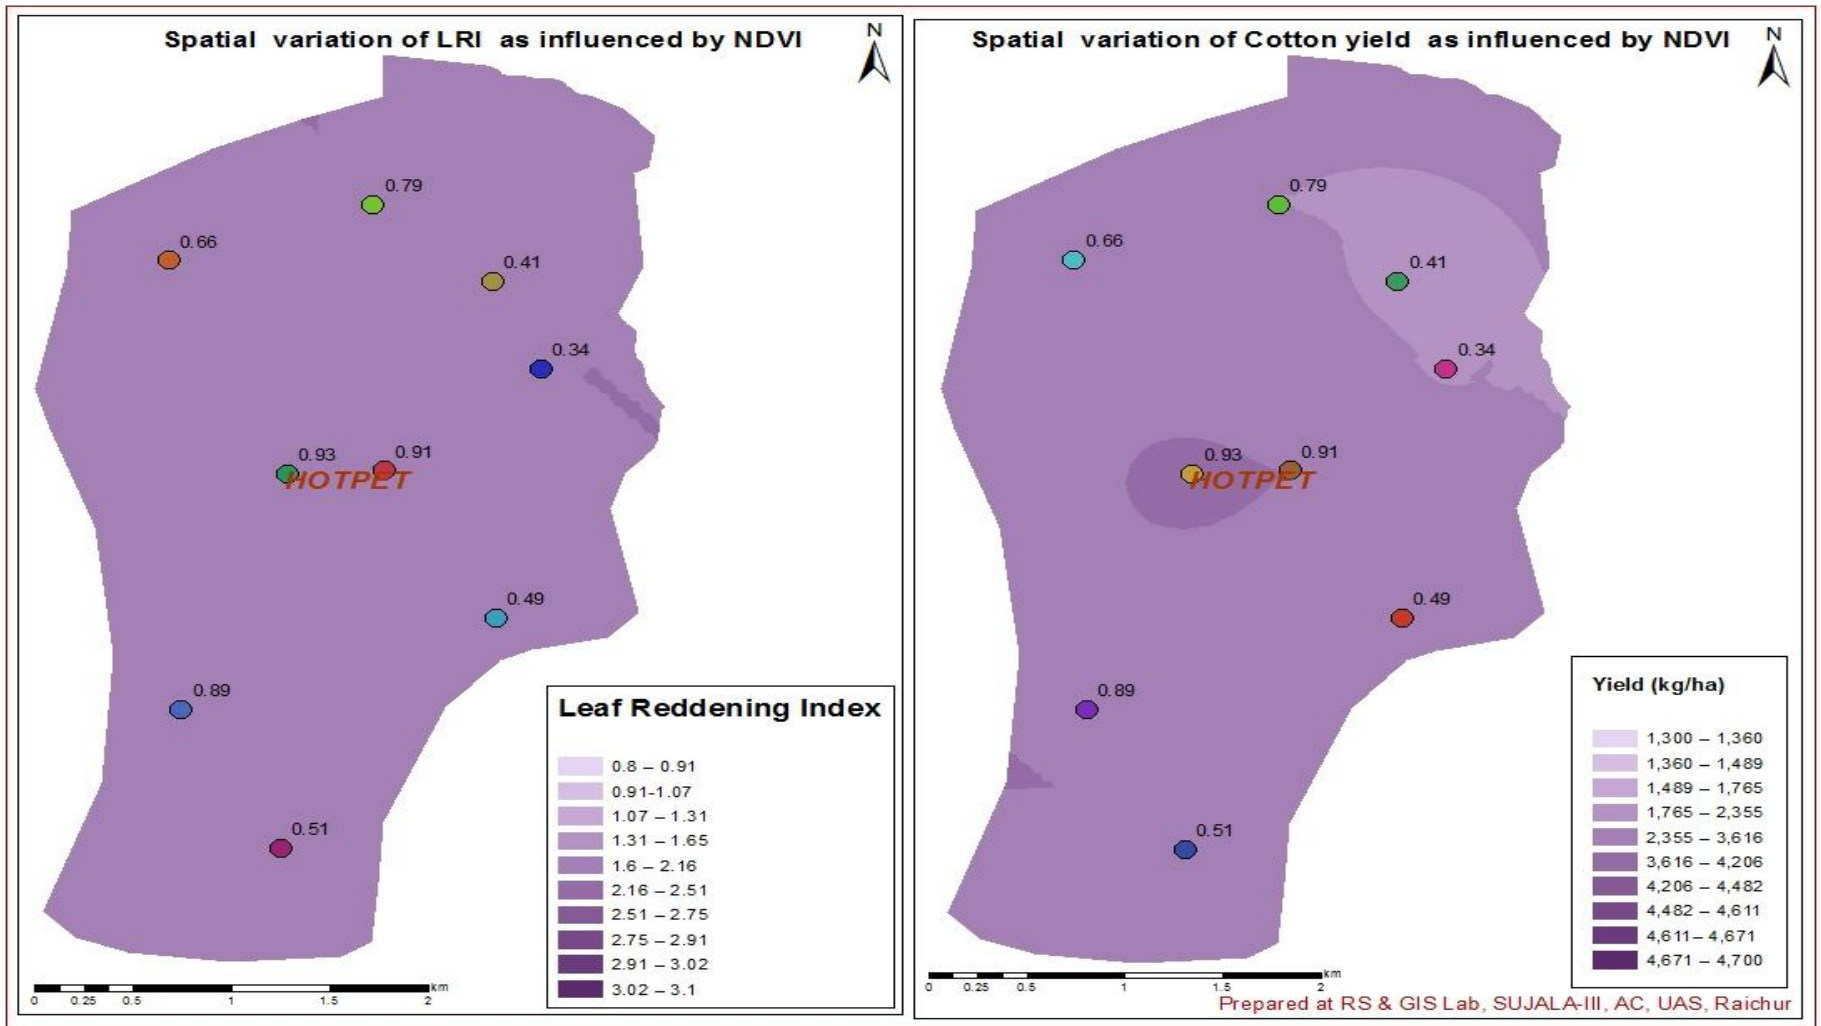 Spatial variation of LRI as influenced by NDVI
N
0.79
0.66
0.41
0.34
0.93
0.91
HOTPET
0.49
0.89
0.51
Leaf Reddening Index
0.8 – 0.91
0.91-1.07
1.07 – 1.31
1.31 – 1.65
1.6 – 2.16
2.16 – 2.51
2.51 – 2.75
2.75 – 2.91
2.91 – 3.02
3.02 – 3.1
km
0 0.25 0.5 1 1.5 2
Spatial variation of Cotton yield as influenced by NDVI
N
0.79
0.66
0.41
0.34
0.93
0.91
HOTPET
0.49
0.89
0.51
Yield (kg/ha)
1,300 – 1,360
1,360 – 1,489
1,489 – 1,765
1,765 – 2,355
2,355 – 3,616
3,616 – 4,206
4,206 – 4,482
4,482 – 4,611
4,611– 4,671
4,671 – 4,700
km
0 0.25 0.5 1 1.5 2
Prepared at RS & GIS Lab, SUJALA-III, AC, UAS, Raichur